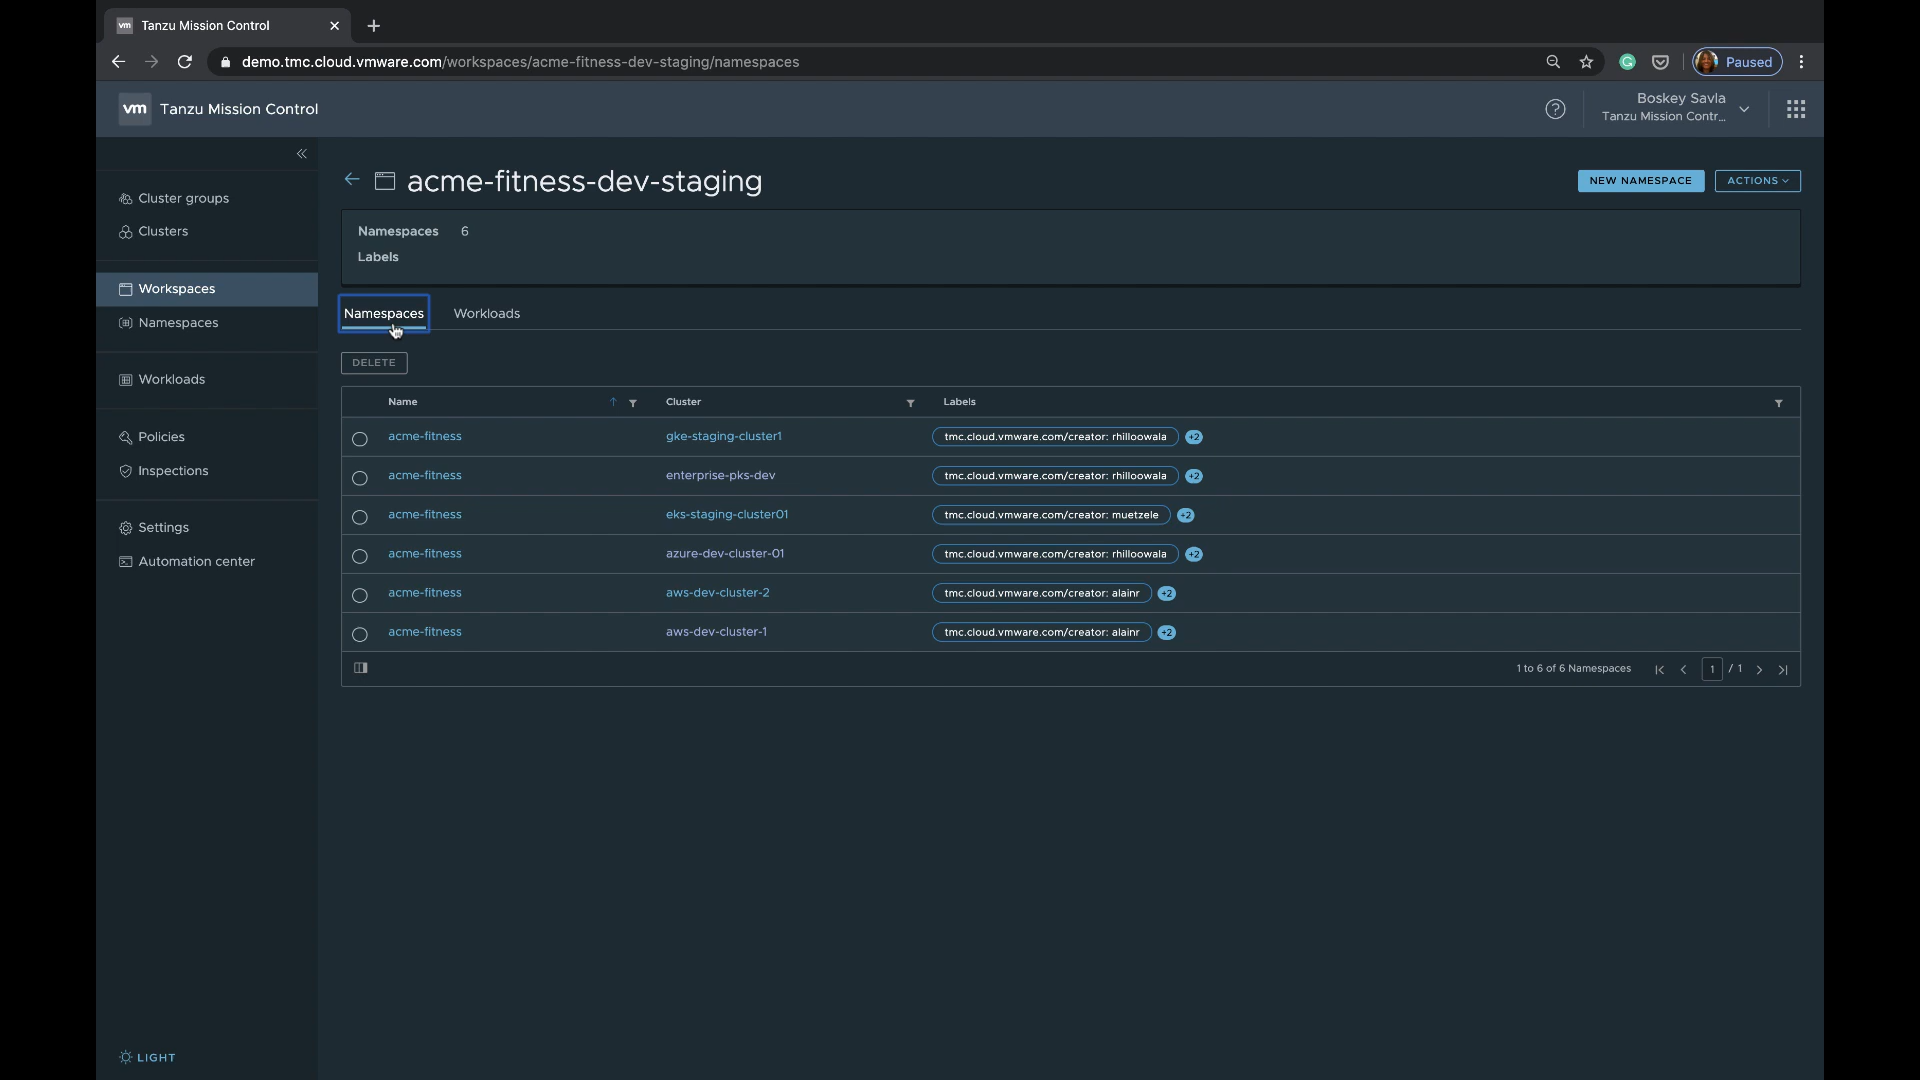 vm Tanzu Mission Control
demo.tmc.cloud.vmware.com/workspaces/acme-fitness-dev-staging/namespaces
Paused
vm Tanzu Mission Control
Boskey Savla
Tanzu Mission Contr...
Cluster groups
Clusters
Workspaces
Namespaces
Workloads
Policies
Inspections
Settings
Automation center
LIGHT
acme-fitness-dev-staging
NEW NAMESPACE
ACTIONS
Namespaces 6
Labels
Namespaces Workloads
DELETE
Name Cluster Labels
acme-fitness gke-staging-cluster1 tmc.cloud.vmware.com/creator: rhilloowala +2
acme-fitness enterprise-pks-dev tmc.cloud.vmware.com/creator: rhilloowala +2
acme-fitness eks-staging-cluster01 tmc.cloud.vmware.com/creator: muetzele +2
acme-fitness azure-dev-cluster-01 tmc.cloud.vmware.com/creator: rhilloowala +2
acme-fitness aws-dev-cluster-2 tmc.cloud.vmware.com/creator: alainr +2
acme-fitness aws-dev-cluster-1 tmc.cloud.vmware.com/creator: alainr +2
1 to 6 of 6 Namespaces 1 / 1